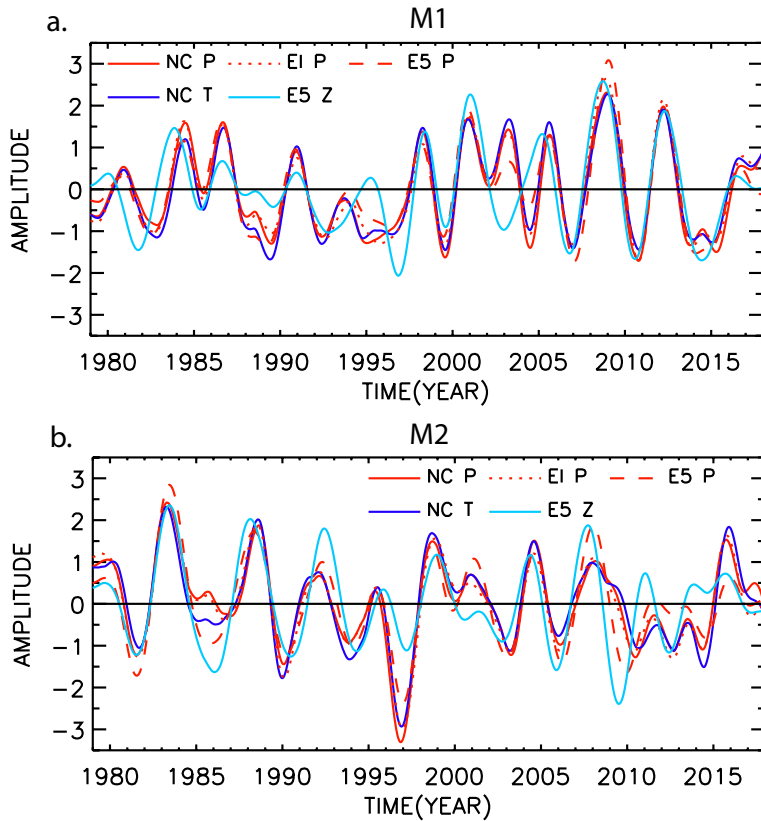 a.
M1
NC P EI P E5 P
NC T E5 Z
3
2
1
0
-1
-2
-3
AMPLITUDE
1980 1985 1990 1995 2000 2005 2010 2015
TIME(YEAR)
b.
M2
NC P EI P E5 P
NC T E5 Z
3
2
1
0
-1
-2
-3
AMPLITUDE
1980 1985 1990 1995 2000 2005 2010 2015
TIME(YEAR)